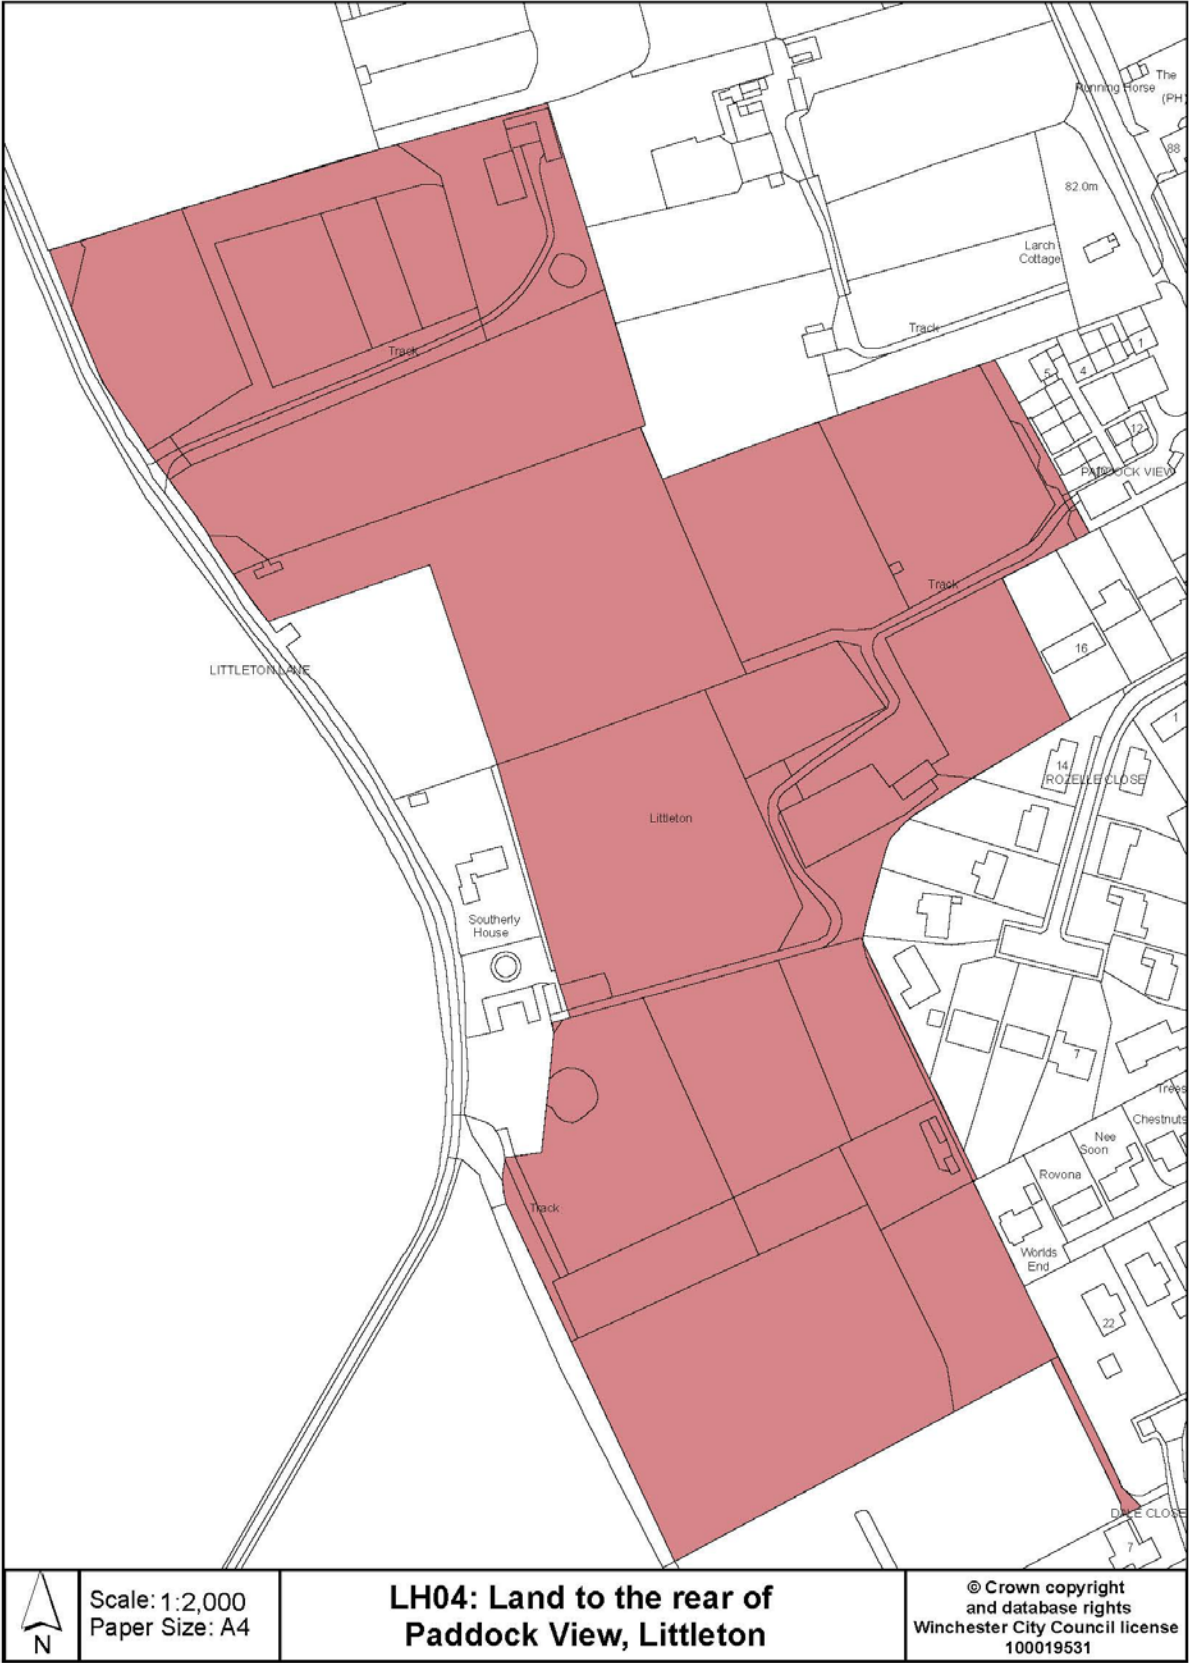 The
Running Horse
(PH)
88
82.0m
Larch
Cottage
Track
1
5
4
Track
12
PADDOCK VIEW
Track
16
LITTLETON LANE
1
14
ROZELLE CLOSE
Littleton
Southerly
House
7
Trees
Chestnuts
Nee
Soon
Rovona
Track
Worlds
End
22
DALE CLOSE
7
N
Scale: 1:2,000
Paper Size: A4
LH04: Land to the rear of
Paddock View, Littleton
© Crown copyright
and database rights
Winchester City Council license
100019531